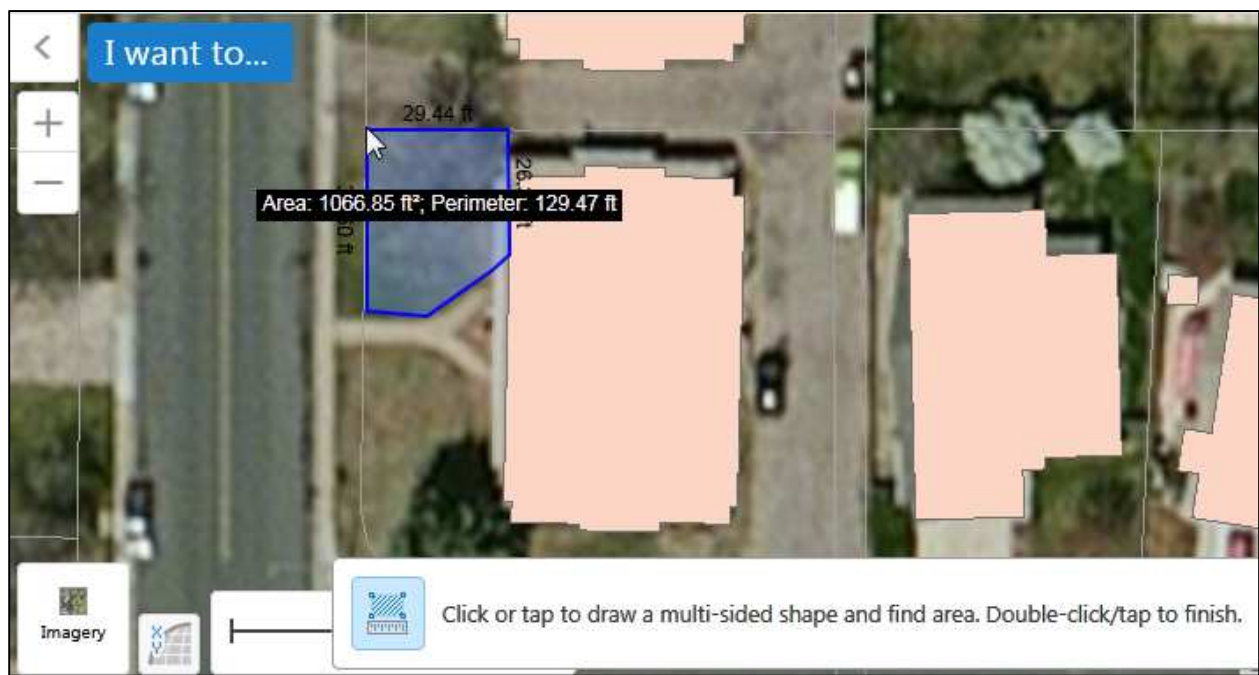 I want to...
29.44 ft
Area: 1066.85 ft²; Perimeter: 129.47 ft
Imagery
X
Y
Click or tap to draw a multi-sided shape and find area. Double-click/tap to finish.